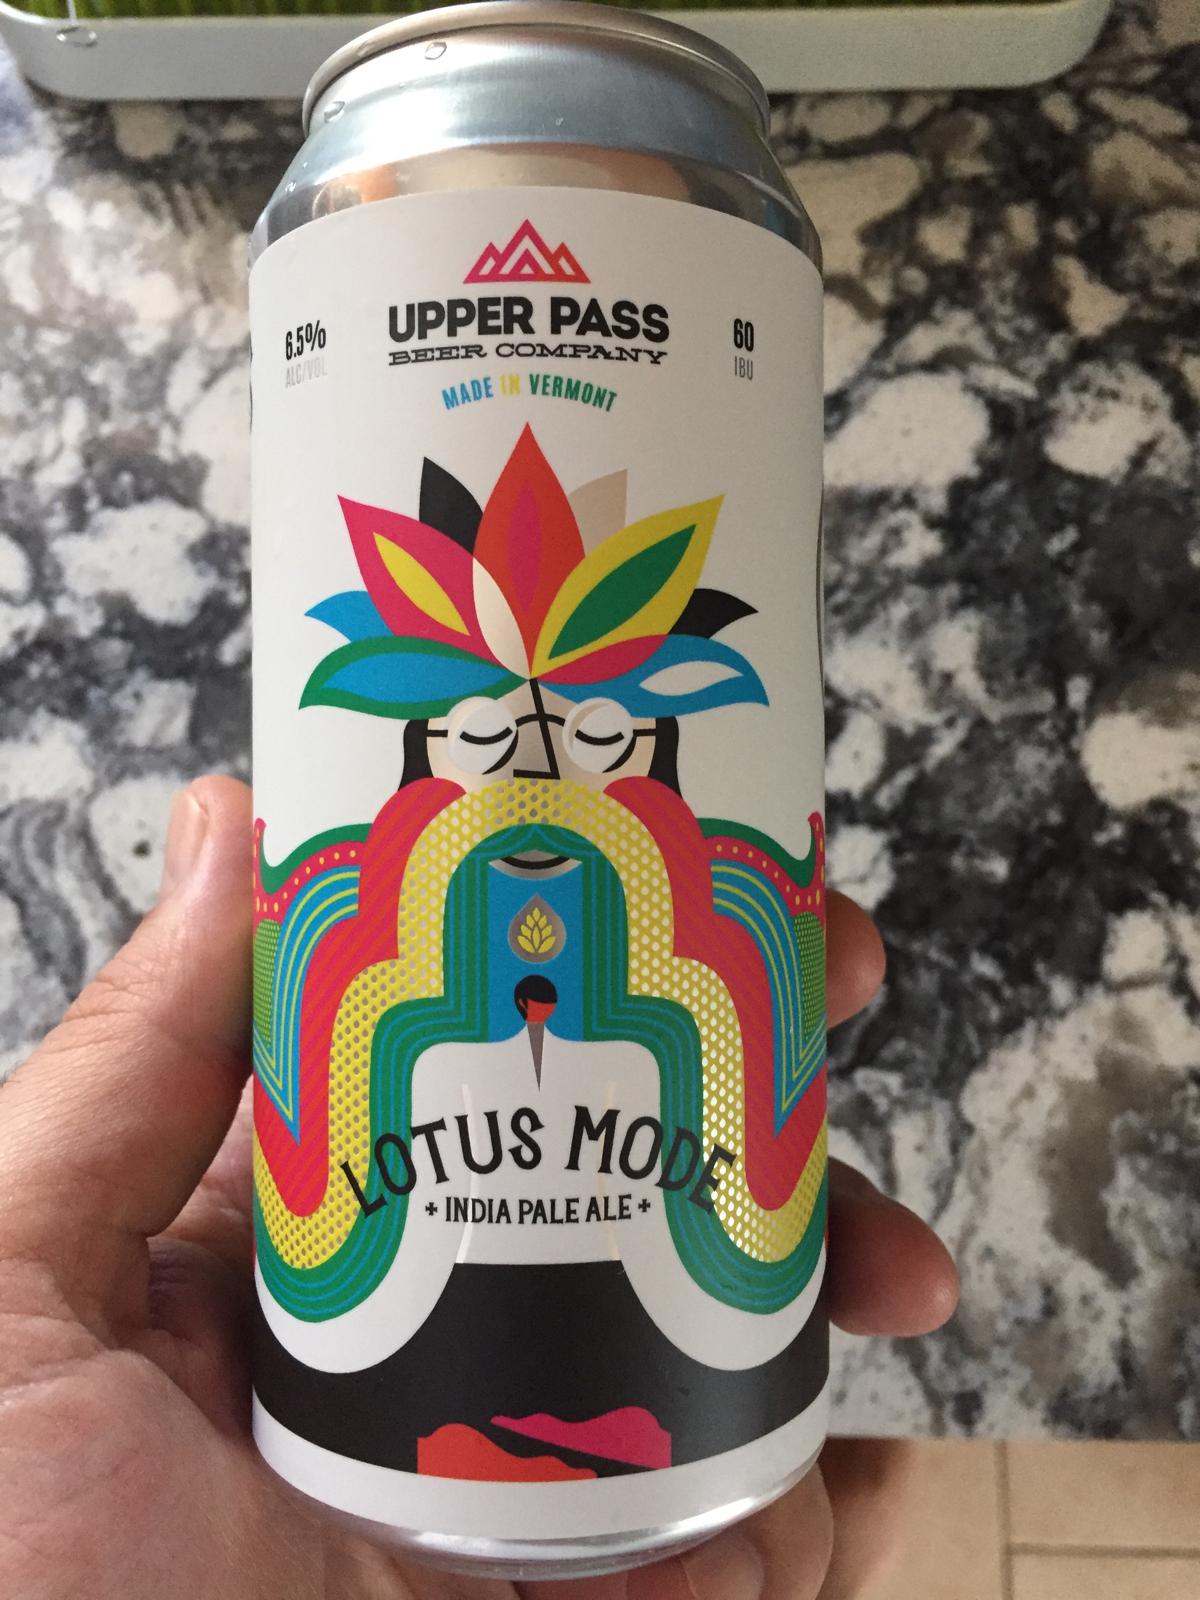 UPPER PASS
BEER COMPANY
MADE IN VERMONT
6.5%
ALC/VOL
60
IBU
LOTUS MODE
+ INDIA PALE ALE +